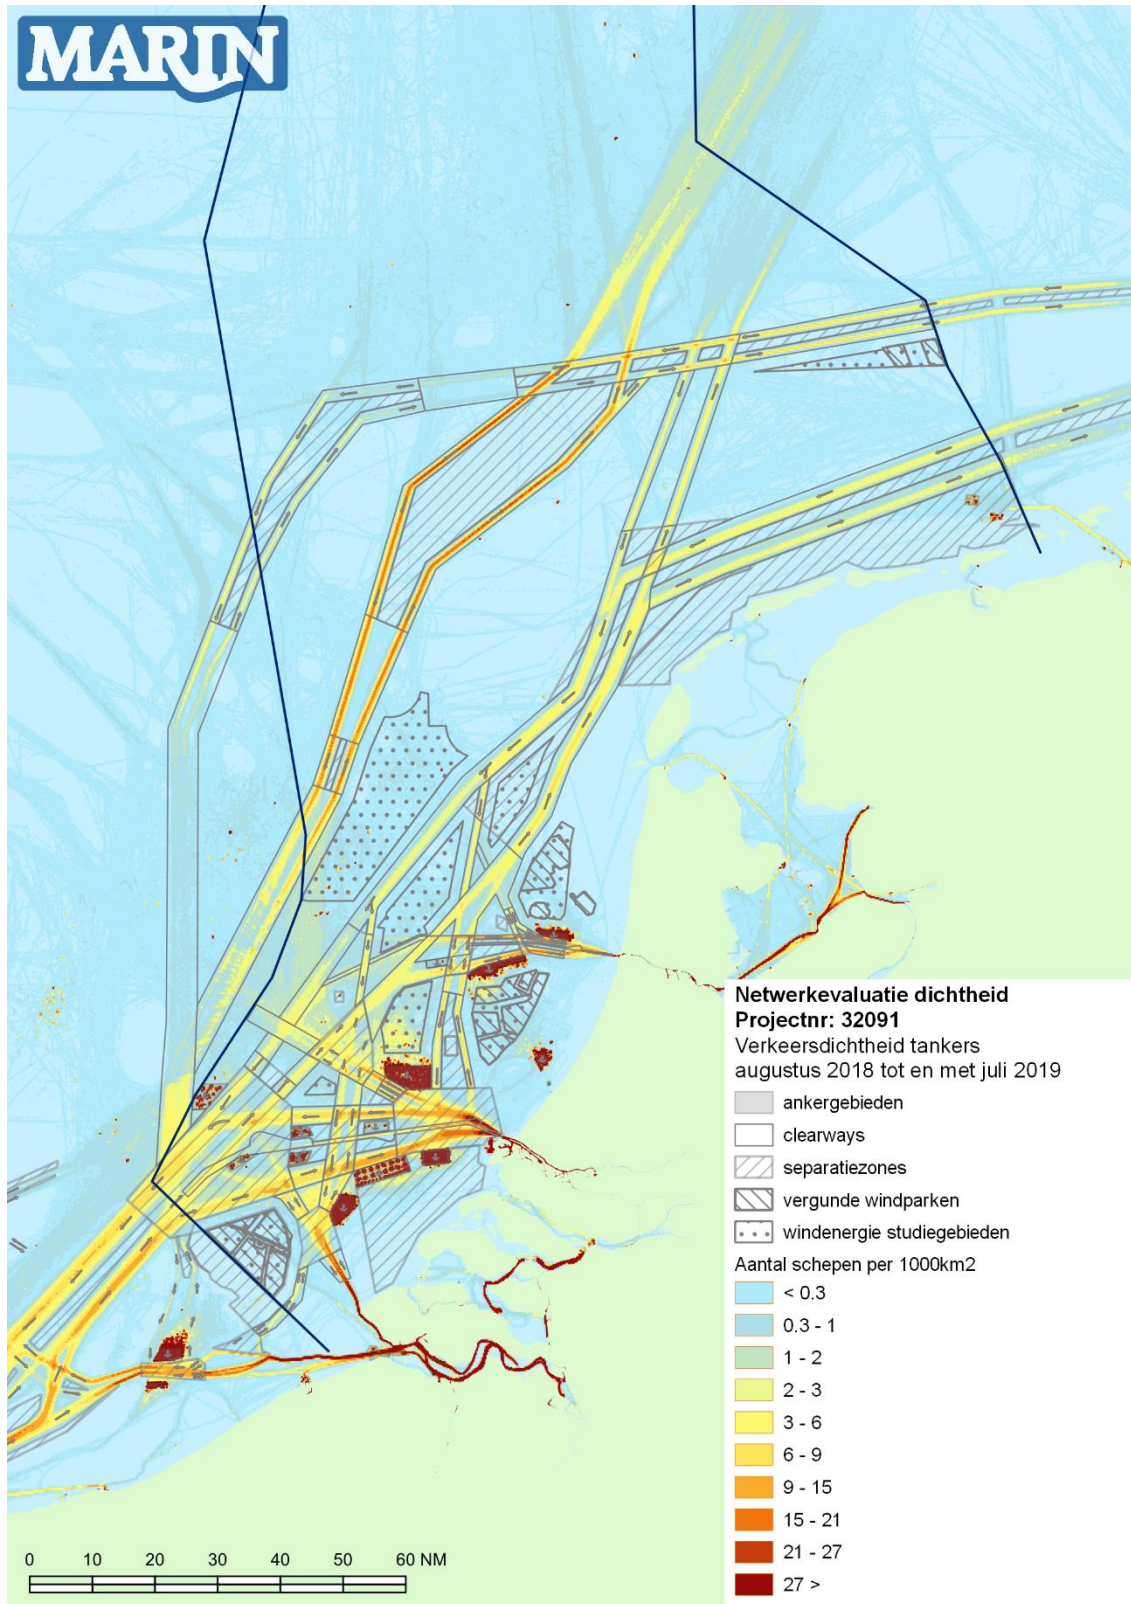 MARIN
Netwerkevaluatie dichtheid
Projectnr: 32091
Verkeersdichtheid tankers
augustus 2018 tot en met juli 2019
ankergebieden
clearways
separatiezones
vergunde windparken
windenergie studiegebieden
Aantal schepen per 1000km2
< 0.3
0.3 - 1
1 - 2
2 - 3
3 - 6
6 - 9
9 - 15
15 - 21
21 - 27
27 >
0 10 20 30 40 50 60 NM